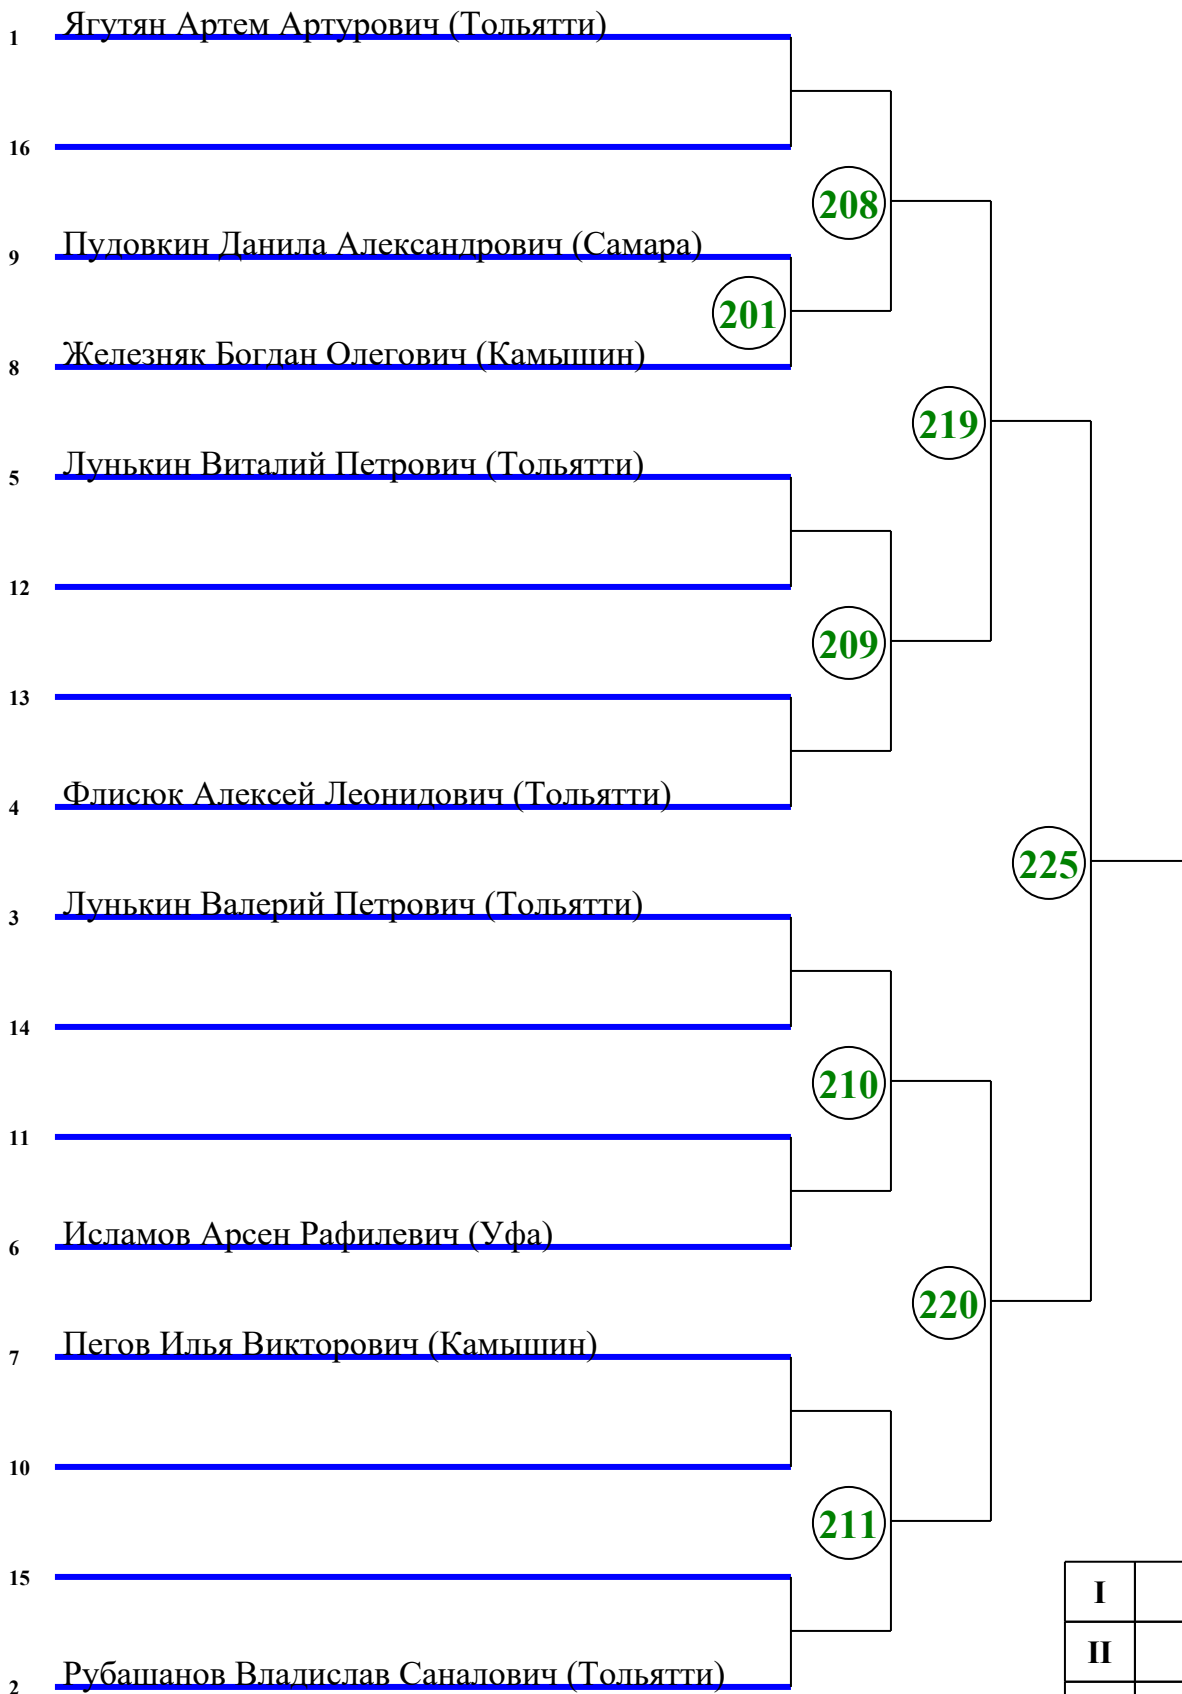 1 Ягутян Артем Артурович (Тольятти)
16
208
9 Пудовкин Данила Александрович (Самара)
201
8 Железняк Богдан Олегович (Камышин)
219
5 Лунькин Виталий Петрович (Тольятти)
12
209
13
4 Флисюк Алексей Леонидович (Тольятти)
225
3 Лунькин Валерий Петрович (Тольятти)
14
210
11
6 Исламов Арсен Рафилевич (Уфа)
220
7 Пегов Илья Викторович (Камышин)
10
211
15
I
II
2 Рубашанов Владислав Саналович (Тольятти)